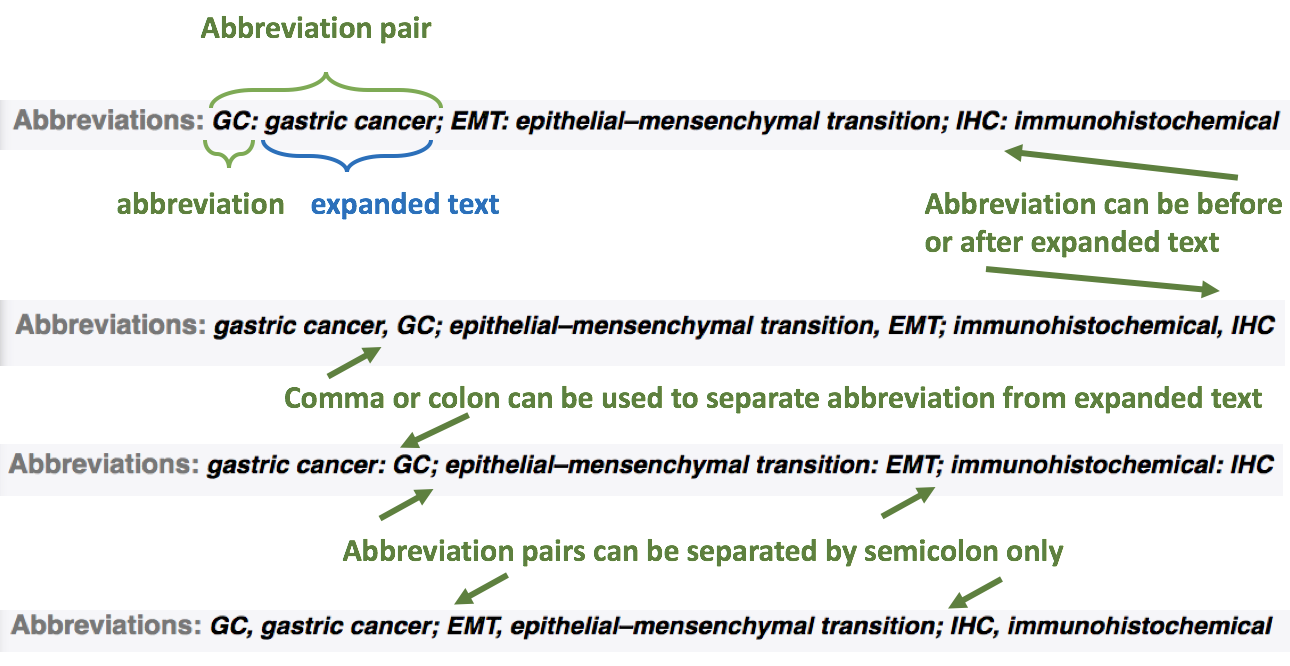 Abbreviation pair
Abbreviations: GC: gastric cancer; EMT: epithelial–mensenchymal transition; IHC: immunohistochemical
abbreviation expanded text
Abbreviation can be before
or after expanded text
Abbreviations: gastric cancer, GC; epithelial–mensenchymal transition, EMT; immunohistochemical, IHC
Comma or colon can be used to separate abbreviation from expanded text
Abbreviations: gastric cancer: GC; epithelial–mensenchymal transition: EMT; immunohistochemical: IHC
Abbreviation pairs can be separated by semicolon only
Abbreviations: GC, gastric cancer; EMT, epithelial–mensenchymal transition; IHC, immunohistochemical